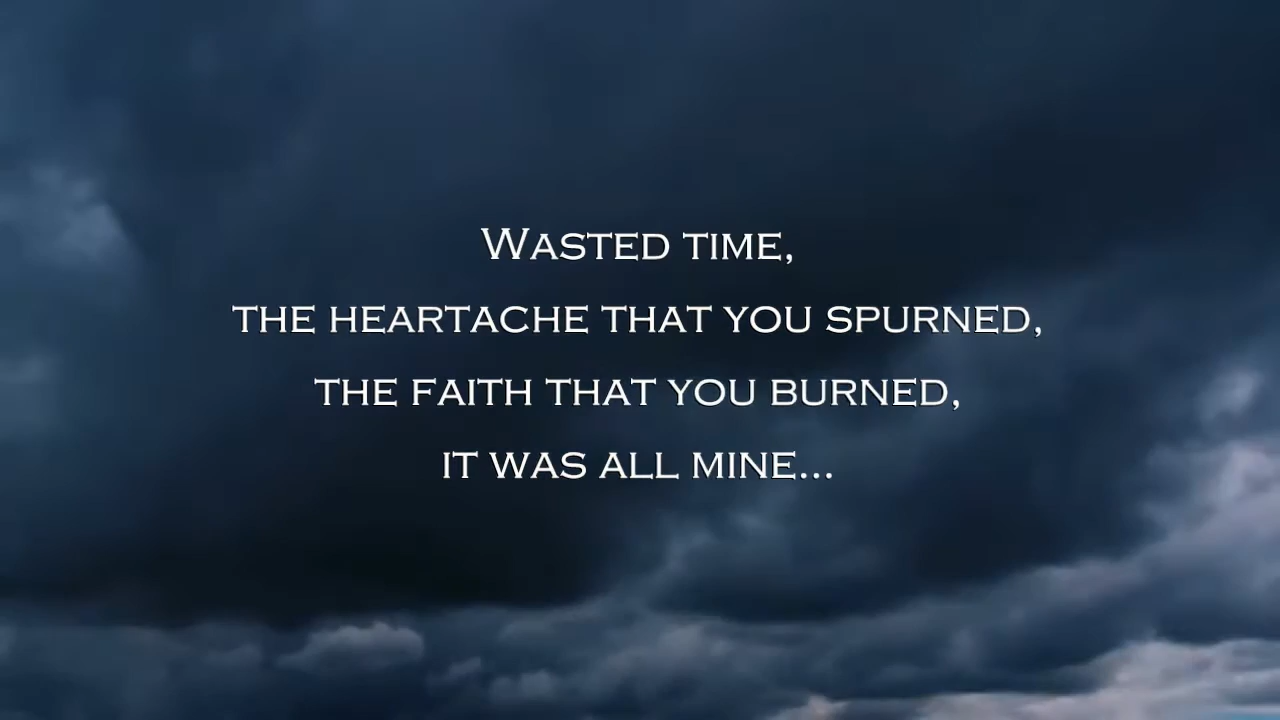 Wasted time,
the heartache that you spurned,
the faith that you burned,
it was all mine...